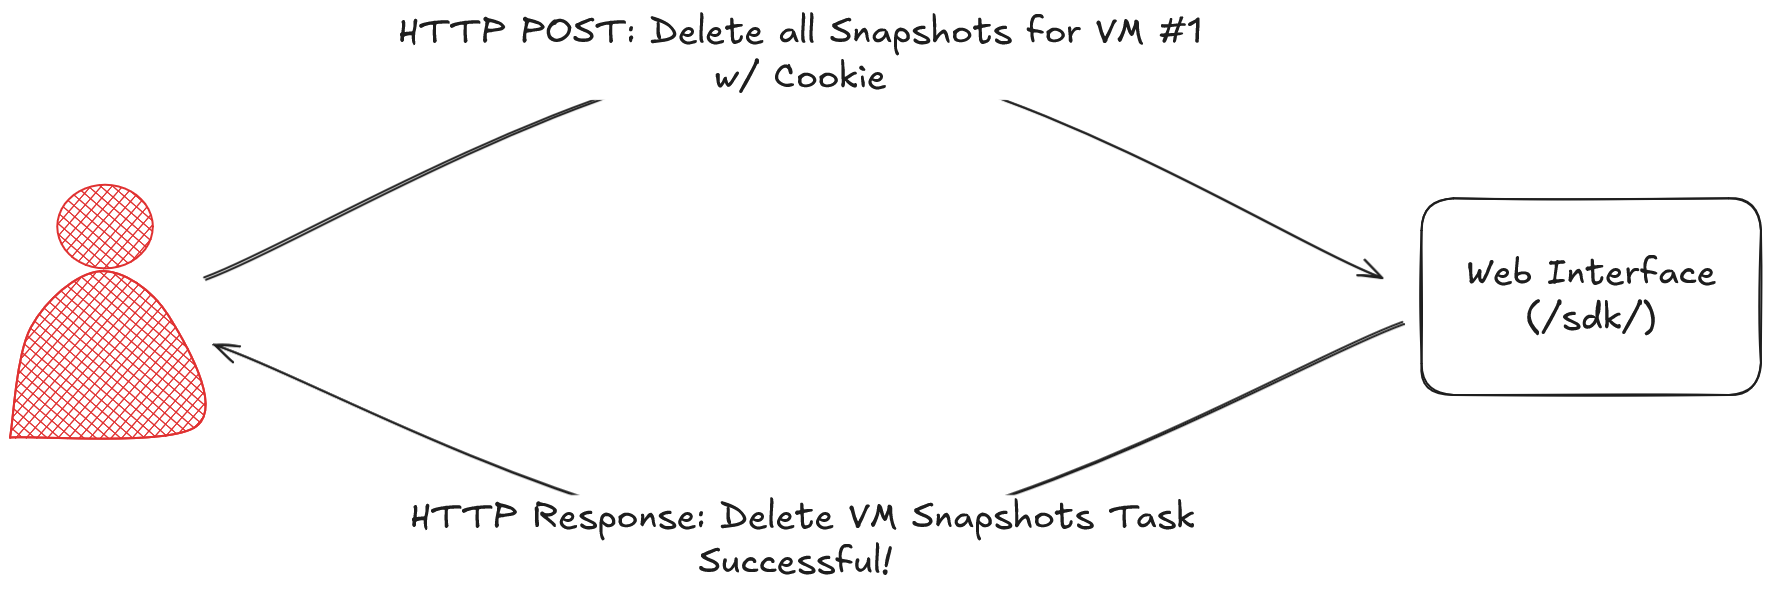 HTTP POST: Delete all Snapshots for VM #1
w/ Cookie
Web Interface
(/sdk/)
HTTP Response: Delete VM Snapshots Task
Successful!